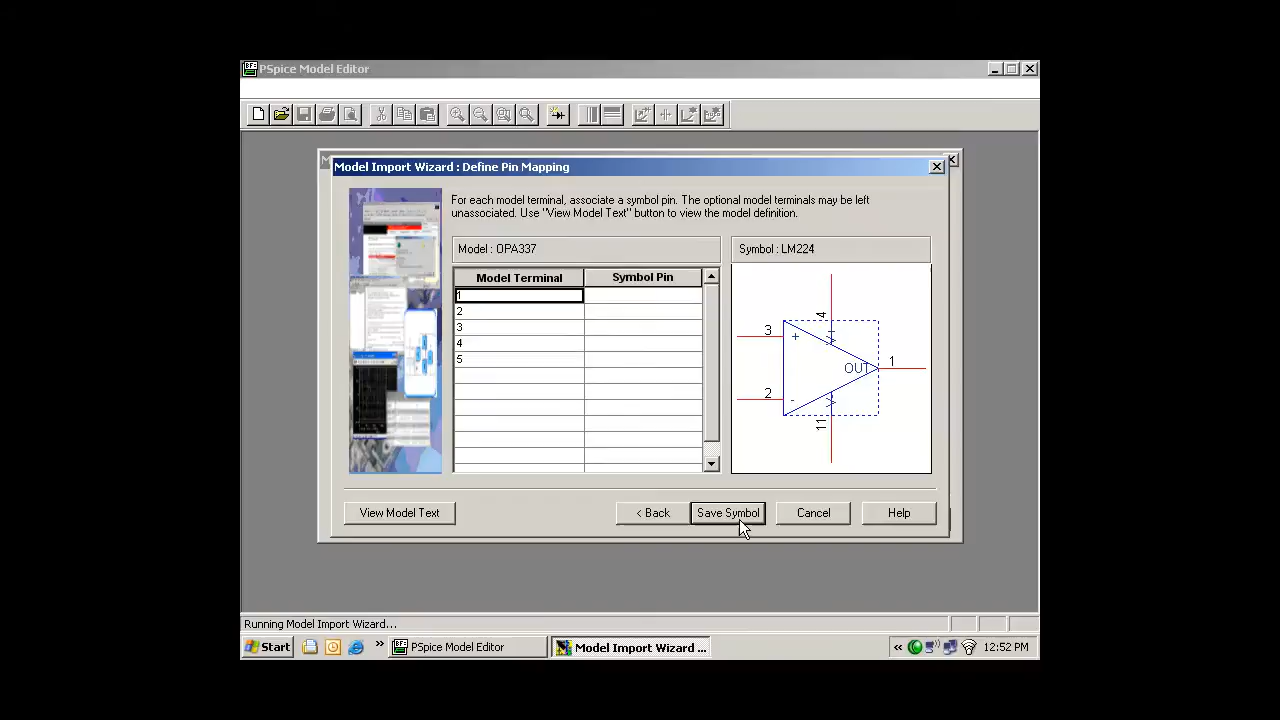 PSpice Model Editor
Model Import Wizard : Define Pin Mapping
For each model terminal, associate a symbol pin. The optional model terminals may be left
unassociated. Use "View Model Text" button to view the model definition.
Model : OPA337
Symbol : LM224
Model Terminal Symbol Pin
1
2
3
4
5
3
2
4
11
1
+
-
OUT
View Model Text
< Back
Save Symbol
Cancel
Help
Running Model Import Wizard...
Start
PSpice Model Editor
Model Import Wizard ...
12:52 PM